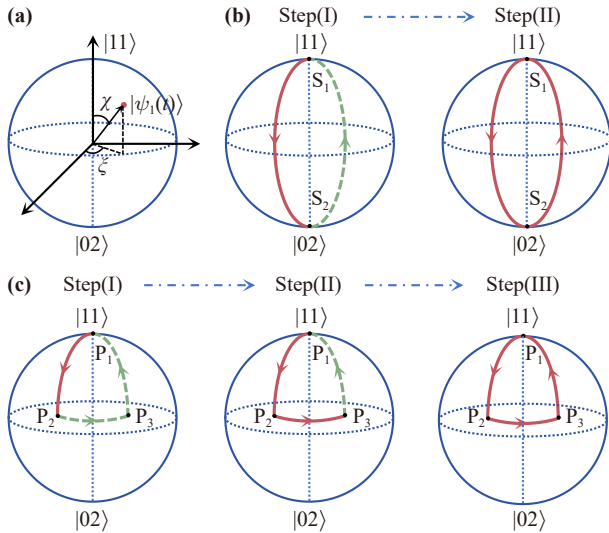 (a)
|11⟩
χ
|ψ₁(t)⟩
ξ
|02⟩
(b) Step(I) Step(II)
|11⟩ |11⟩
S₁ S₁
S₂ S₂
|02⟩ |02⟩
(c) Step(I) Step(II) Step(III)
|11⟩ |11⟩ |11⟩
P₁ P₁ P₁
P₂ P₃ P₂ P₃ P₂ P₃
|02⟩ |02⟩ |02⟩